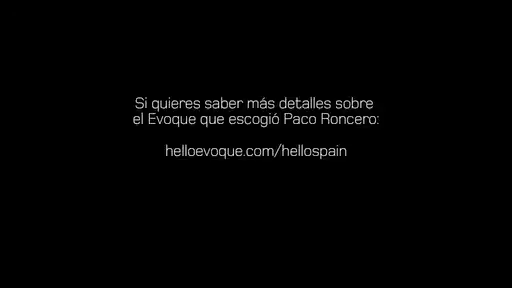 Si quieres saber más detalles sobre
el Evoque que escogió Paco Roncero:
helloevoque.com/hellospain